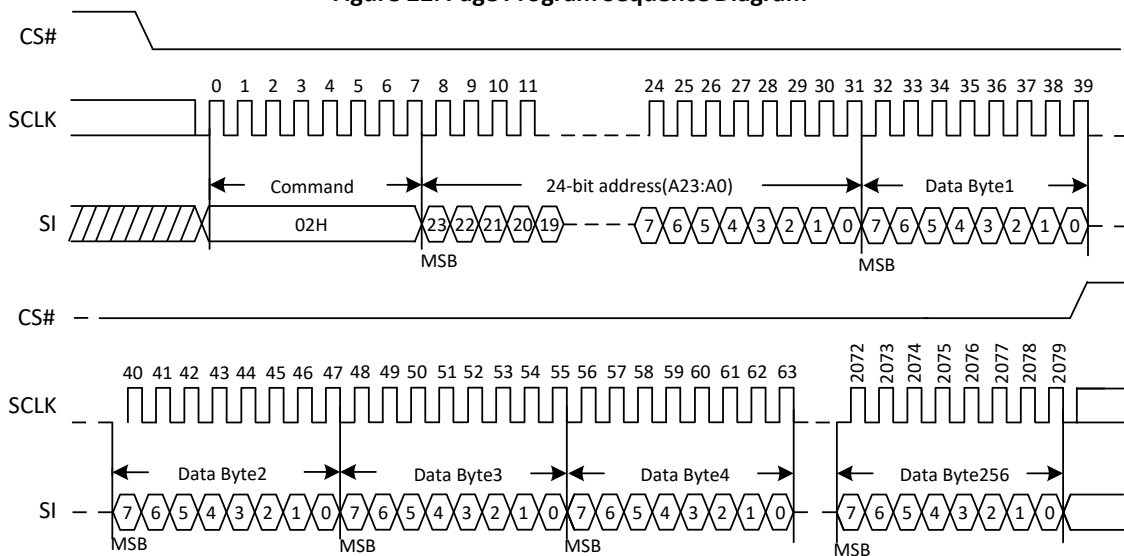 Figure 22. Page Program Sequence Diagram
CS#
0 1 2 3 4 5 6 7 8 9 10 11 24 25 26 27 28 29 30 31 32 33 34 35 36 37 38 39
SCLK
Command 24-bit address(A23:A0) Data Byte1
SI 02H 23 22 21 20 19 7 6 5 4 3 2 1 0 7 6 5 4 3 2 1 0
MSB MSB
CS#
40 41 42 43 44 45 46 47 48 49 50 51 52 53 54 55 56 57 58 59 60 61 62 63 2072 2073 2074 2075 2076 2077 2078 2079
SCLK
Data Byte2 Data Byte3 Data Byte4 Data Byte256
SI 7 6 5 4 3 2 1 0 7 6 5 4 3 2 1 0 7 6 5 4 3 2 1 0 7 6 5 4 3 2 1 0
MSB MSB MSB MSB